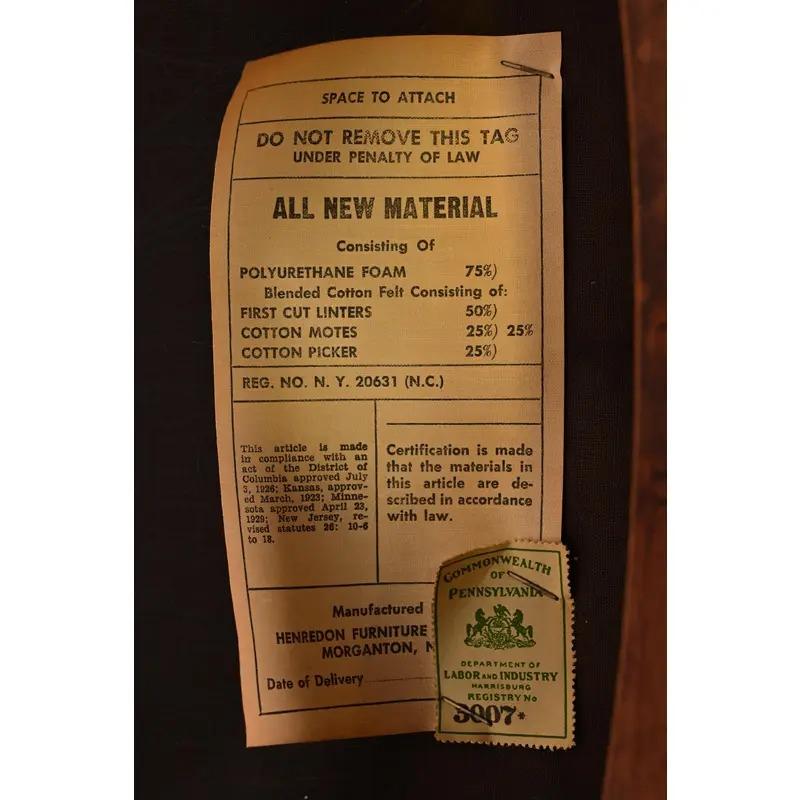 SPACE TO ATTACH
DO NOT REMOVE THIS TAG
UNDER PENALTY OF LAW
ALL NEW MATERIAL
Consisting Of
POLYURETHANE FOAM 75%)
Blended Cotton Felt Consisting of:
FIRST CUT LINTERS 50%)
COTTON MOTES 25%) 25%
COTTON PICKER 25%)
REG. NO. N. Y. 20631 (N.C.)
This article is made
in compliance with an
act of the District of
Columbia approved July
3, 1926; Kansas, approv-
ed March, 1923; Minne-
sota approved April 23,
1929; New Jersey, re-
vised statutes 26: 10-6
to 18.
Certification is made
that the materials in
this article are de-
scribed in accordance
with law.
Manufactured
HENREDON FURNITURE
MORGANTON, N
Date of Delivery
COMMONWEALTH
OF
PENNSYLVANIA
DEPARTMENT OF
LABOR AND INDUSTRY
HARRISBURG
REGISTRY No